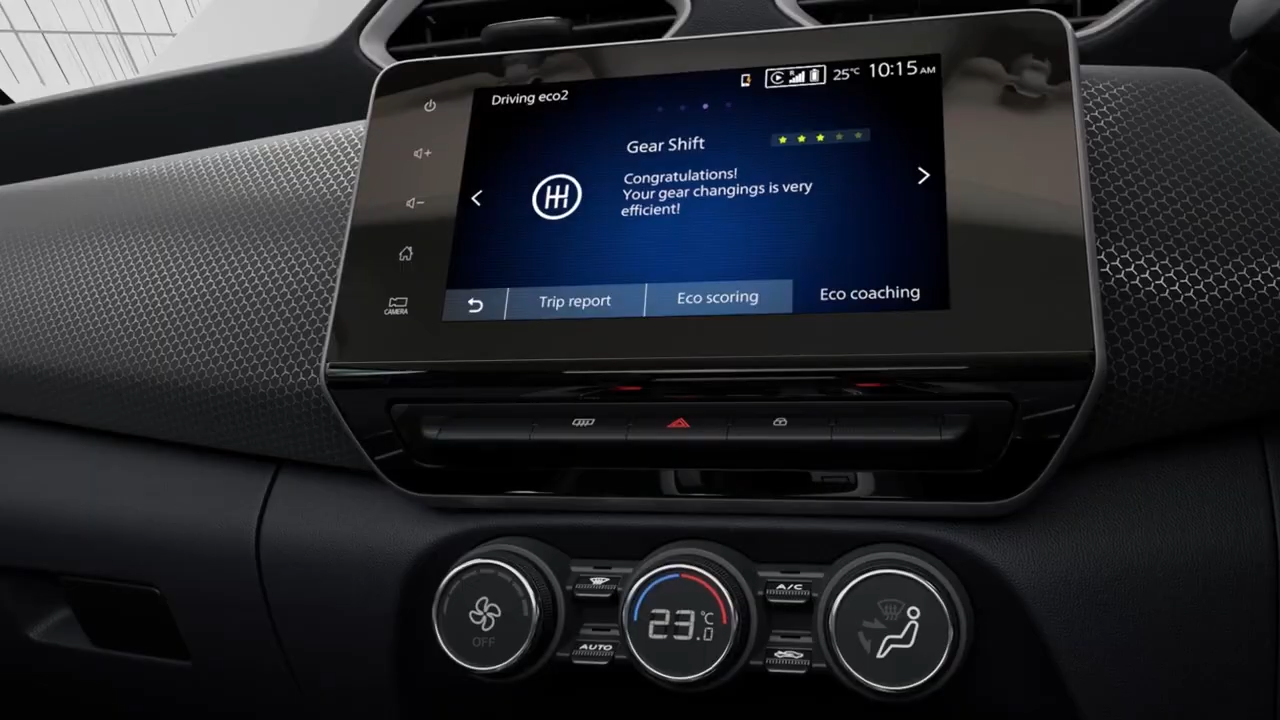 Driving eco2
25°C 10:15 AM
Gear Shift
Congratulations!
Your gear changings is very
efficient!
Trip report
Eco scoring
Eco coaching
CAMERA
A/C
23.0 °C
OFF
AUTO